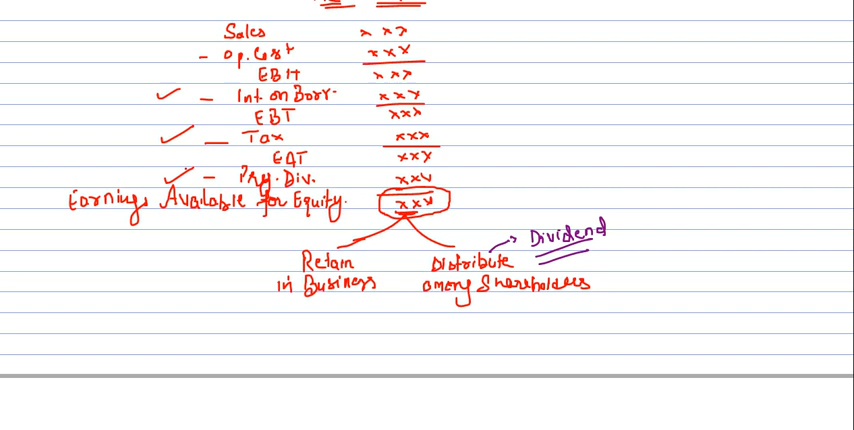 Sales xxx
- Op. Cost xxx
EBIT xxx
✓ - Int. on Borr. xxx
EBT xxx
✓ - Tax xxx
EAT xxx
✓ - Prf. Div. xxx
Earnings Available for Equity. xxx
Dividend
Retain Distribute
in Business among Shareholders